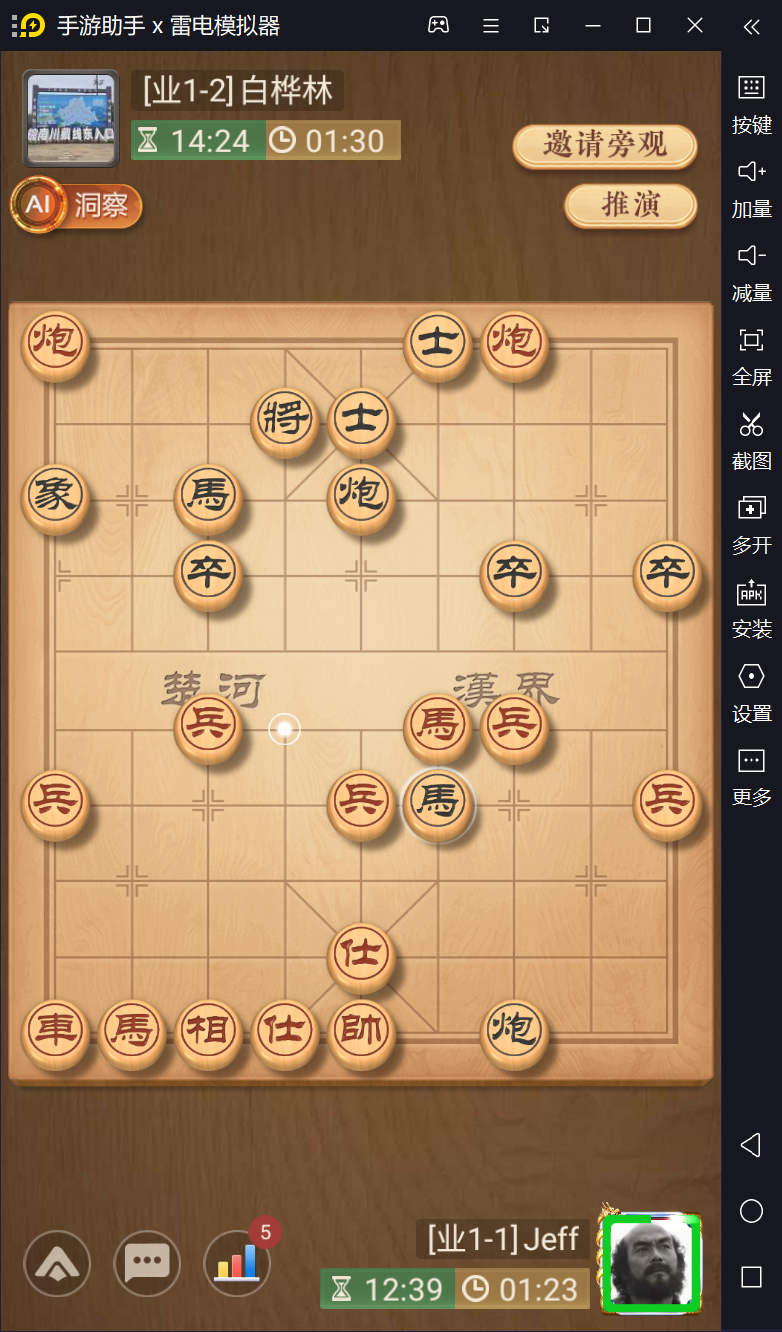 手游助手 x 雷电模拟器
[业1-2] 白桦林
14:24 01:30
邀请旁观
AI 洞察
推演
按键
加量
减量
全屏
截图
多开
APK
安装
设置
更多
炮 士 炮
將 士
象 馬 炮
卒 卒 卒
楚河 漢界
兵 馬 兵
兵 兵 馬 兵
仕
車 馬 相 仕 帥 炮
5
[业1-1] Jeff
12:39 01:23